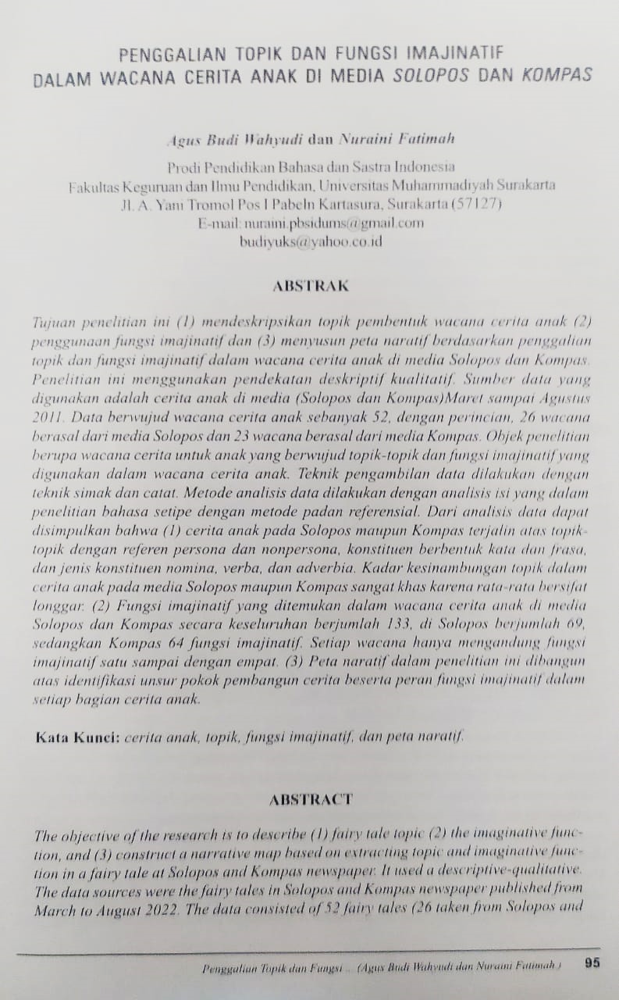 PENGGALIAN TOPIK DAN FUNGSI IMAJINATIF
DALAM WACANA CERITA ANAK DI MEDIA SOLOPOS DAN KOMPAS
Agus Budi Wahyudi dan Nuraini Fatimah
Prodi Pendidikan Bahasa dan Sastra Indonesia
Fakultas Keguruan dan Ilmu Pendidikan, Universitas Muhammadiyah Surakarta
Jl. A. Yani Tromol Pos I Pabeln Kartasura, Surakarta (57127)
E-mail: nuraini.pbsidums@gmail.com
budiyuks@yahoo.co.id
ABSTRAK
Tujuan penelitian ini (1) mendeskripsikan topik pembentuk wacana cerita anak (2)
penggunaan fungsi imajinatif dan (3) menyusun peta naratif berdasarkan penggalian
topik dan fungsi imajinatif dalam wacana cerita anak di media Solopos dan Kompas.
Penelitian ini menggunakan pendekatan deskriptif kualitatif. Sumber data yang
digunakan adalah cerita anak di media (Solopos dan Kompas)Maret sampai Agustus
2011. Data berwujud wacana cerita anak sebanyak 52, dengan perincian, 26 wacana
berasal dari media Solopos dan 23 wacana berasal dari media Kompas. Objek penelitian
berupa wacana cerita untuk anak yang berwujud topik-topik dan fungsi imajinatif yang
digunakan dalam wacana cerita anak. Teknik pengambilan data dilakukan dengan
teknik simak dan catat. Metode analisis data dilakukan dengan analisis isi yang dalam
penelitian bahasa setipe dengan metode padan referensial. Dari analisis data dapat
disimpulkan bahwa (1) cerita anak pada Solopos maupun Kompas terjalin atas topik-
topik dengan referen persona dan nonpersona, konstituen berbentuk kata dan frasa,
dan jenis konstituen nomina, verba, dan adverbia. Kadar kesinambungan topik dalam
cerita anak pada media Solopos maupun Kompas sangat khas karena rata-rata bersifat
longgar. (2) Fungsi imajinatif yang ditemukan dalam wacana cerita anak di media
Solopos dan Kompas secara keseluruhan berjumlah 133, di Solopos berjumlah 69,
sedangkan Kompas 64 fungsi imajinatif. Setiap wacana hanya mengandung fungsi
imajinatif satu sampai dengan empat. (3) Peta naratif dalam penelitian ini dibangun
atas identifikasi unsur pokok pembangun cerita beserta peran fungsi imajinatif dalam
setiap bagian cerita anak.
Kata Kunci: cerita anak, topik, fungsi imajinatif, dan peta naratif.
ABSTRACT
The objective of the research is to describe (1) fairy tale topic (2) the imaginative func-
tion, and (3) construct a narrative map based on extracting topic and imaginative func-
tion in a fairy tale at Solopos and Kompas newspaper. It used a descriptive-qualitative.
The data sources were the fairy tales in Solopos and Kompas newspaper published from
March to August 2022. The data consisted of 52 fairy tales (26 taken from Solopos and
Penggalian Topik dan Fungsi ... (Agus Budi Wahyudi dan Nuraini Fatimah) 95